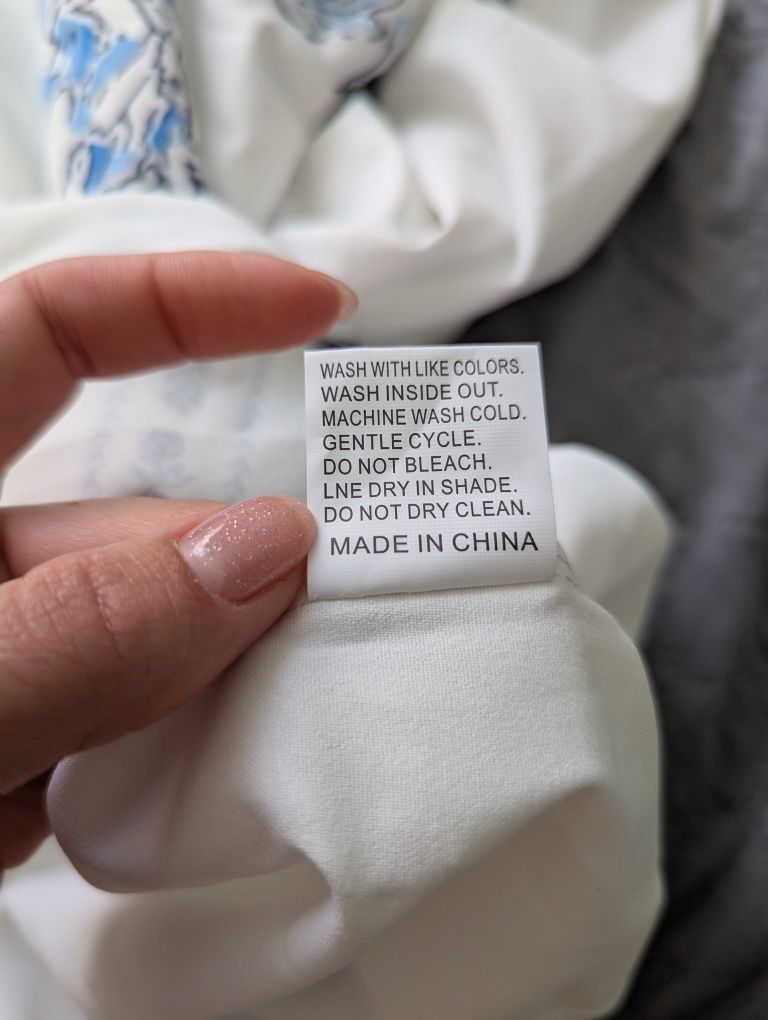 WASH WITH LIKE COLORS.
WASH INSIDE OUT.
MACHINE WASH COLD.
GENTLE CYCLE.
DO NOT BLEACH.
LNE DRY IN SHADE.
DO NOT DRY CLEAN.
MADE IN CHINA